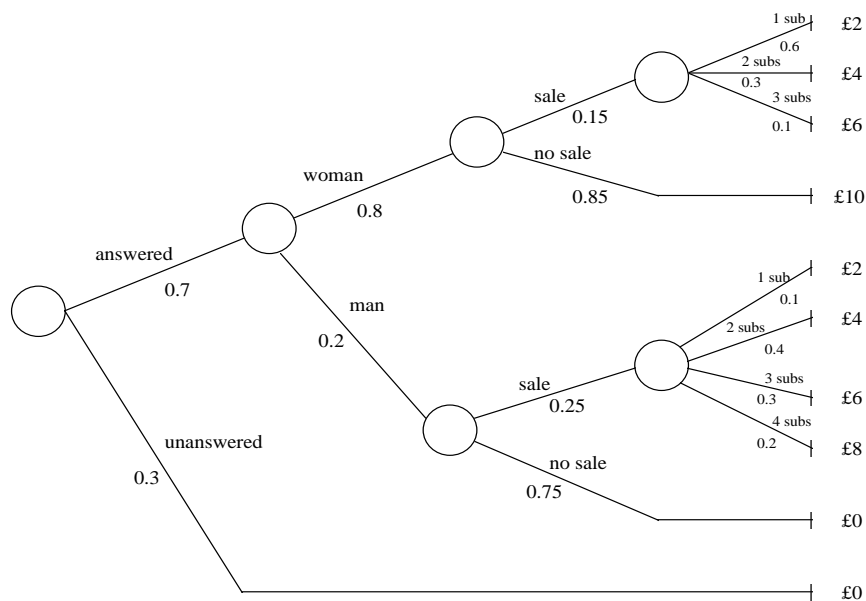 1 sub
£2
0.6
2 subs
£4
0.3
3 subs
£6
0.1
sale
0.15
no sale
£10
0.85
woman
0.8
answered
0.7
1 sub
£2
0.1
man
2 subs
£4
0.4
0.2
sale
3 subs
£6
0.25
0.3
4 subs
£8
0.2
unanswered
0.3
no sale
0.75
£0
£0